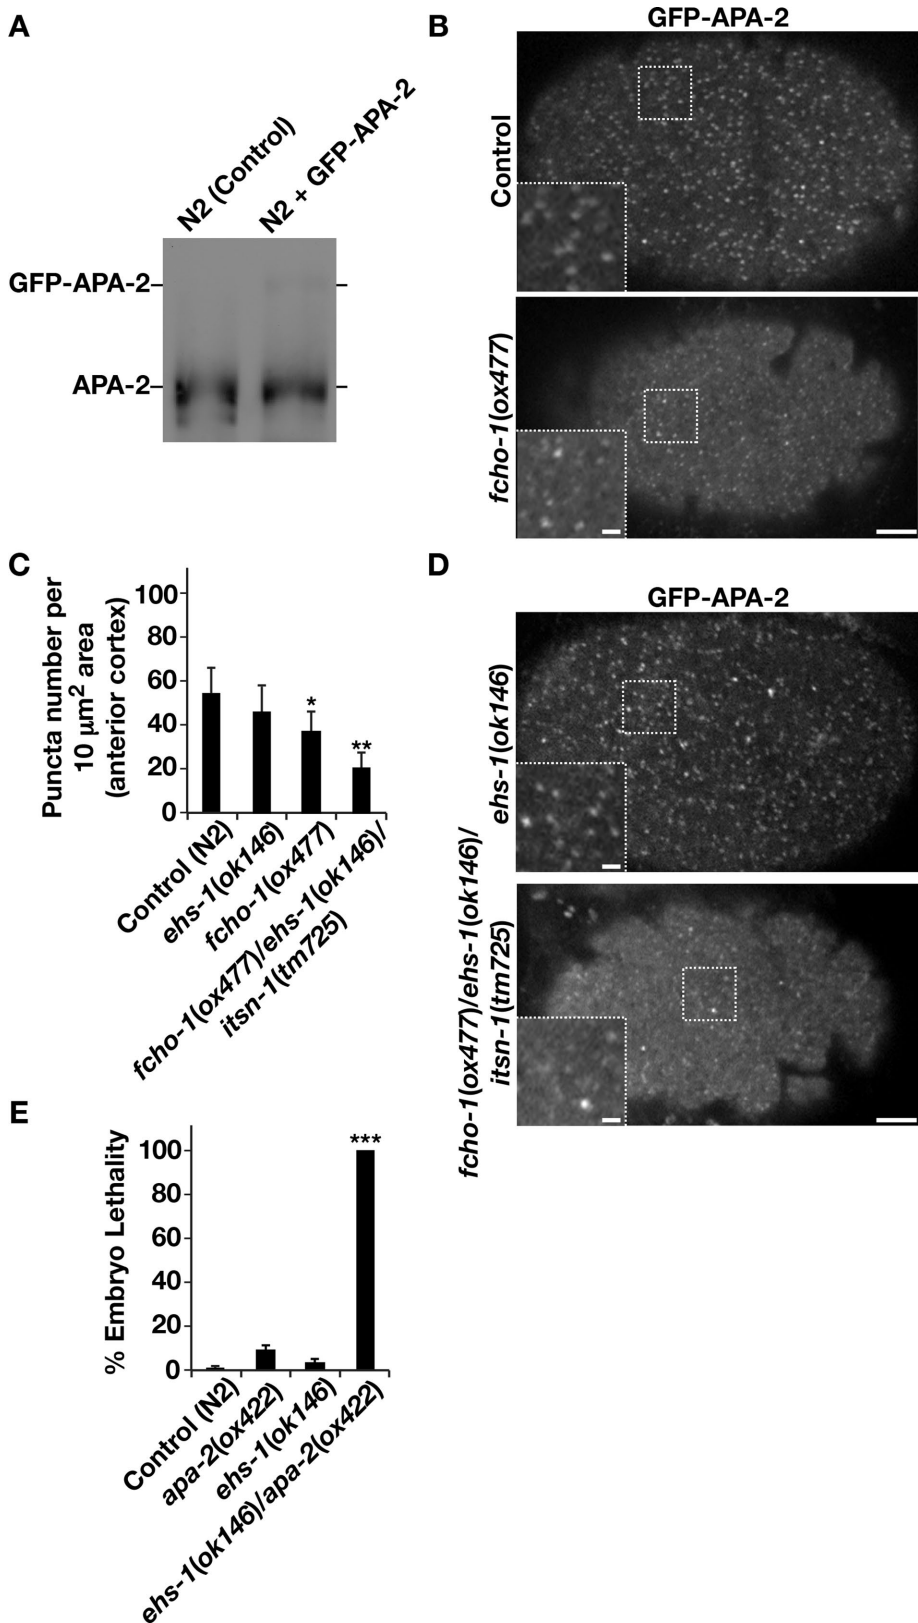 A
N2 (Control)
N2 + GFP-APA-2
GFP-APA-2
APA-2
B
GFP-APA-2
Control
fcho-1(ox477)
C
Puncta number per
10 µm² area
(anterior cortex)
100
80
60
40
20
0
*
**
Control (N2)
ehs-1(ok146)
fcho-1(ox477)
fcho-1(ox477)/ehs-1(ok146)/
itsn-1(tm725)
D
GFP-APA-2
ehs-1(ok146)
fcho-1(ox477)/ehs-1(ok146)/
itsn-1(tm725)
E
% Embryo Lethality
100
80
60
40
20
0
***
Control (N2)
apa-2(ox422)
ehs-1(ok146)
ehs-1(ok146)/apa-2(ox422)